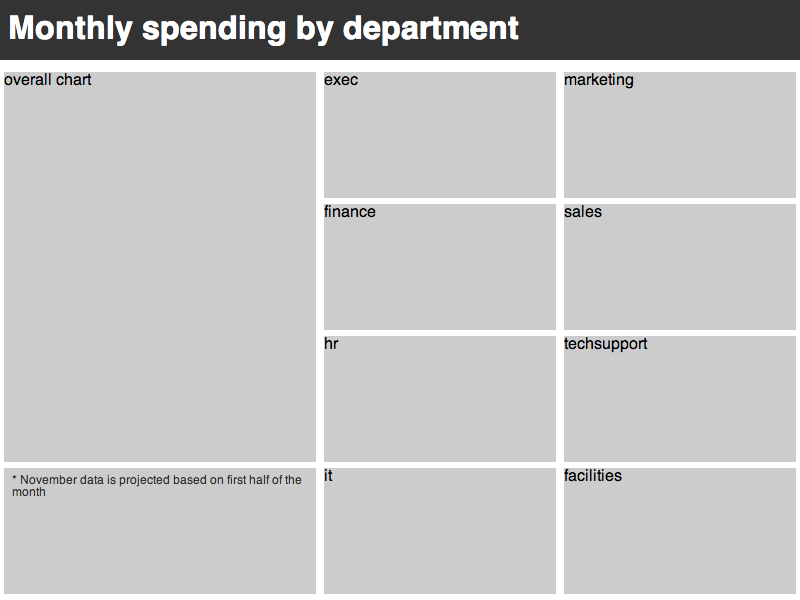 Monthly spending by department
overall chart
exec
marketing
finance
sales
hr
techsupport
* November data is projected based on first half of the
month
it
facilities